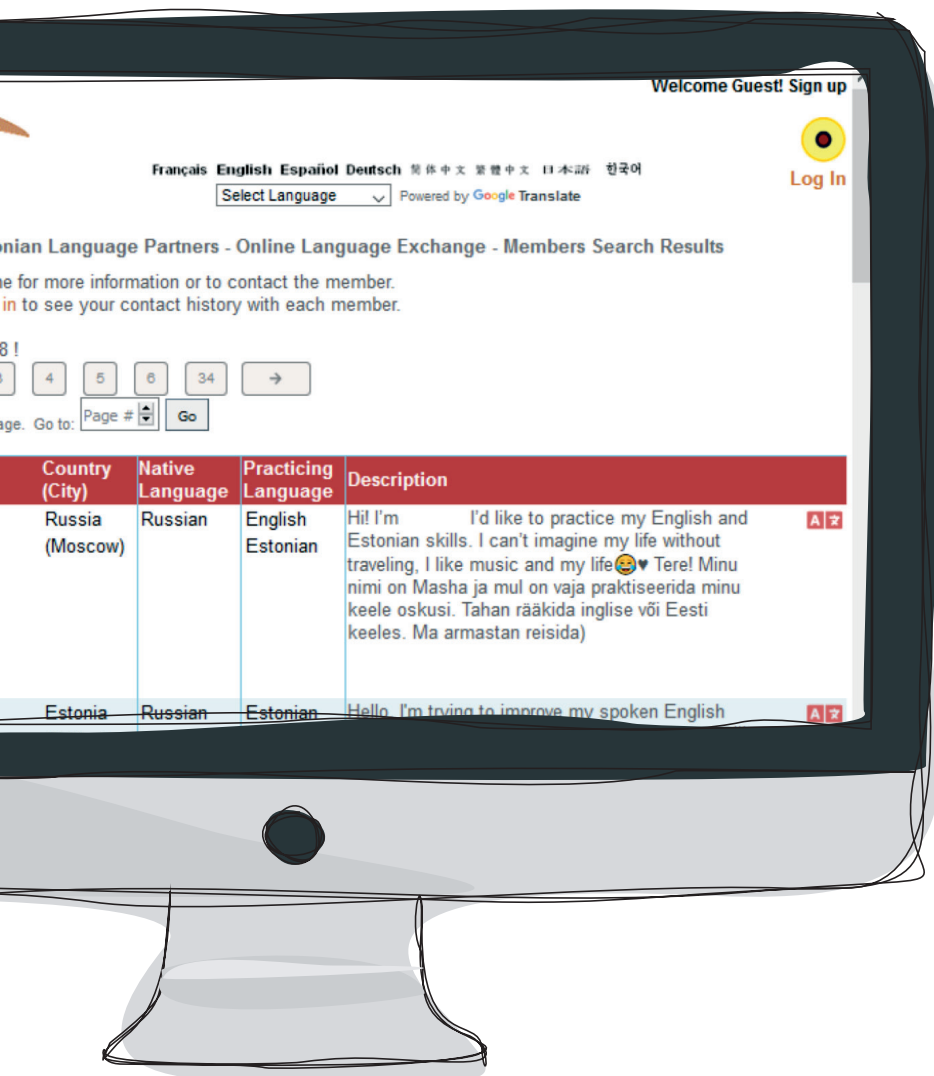 Welcome Guest! Sign up
Log In
Français English Español Deutsch 简体中文 繁體中文 日本語 한국어
Select Language Powered by Google Translate
Language Partners - Online Language Exchange - Members Search Results
for more information or to contact the member.
in to see your contact history with each member.
8 !
4 5 6 34 →
Go to: Page # Go
Country (City) Native Language Practicing Language Description
Russia (Moscow) Russian English Estonian
Hi! I'm I'd like to practice my English and
Estonian skills. I can't imagine my life without
traveling, I like music and my life😂♥ Tere! Minu
nimi on Masha ja mul on vaja praktiseerida minu
keele oskusi. Tahan rääkida inglise või Eesti
keeles. Ma armastan reisida)
Estonia Russian Estonian Hello, I'm trying to improve my spoken English